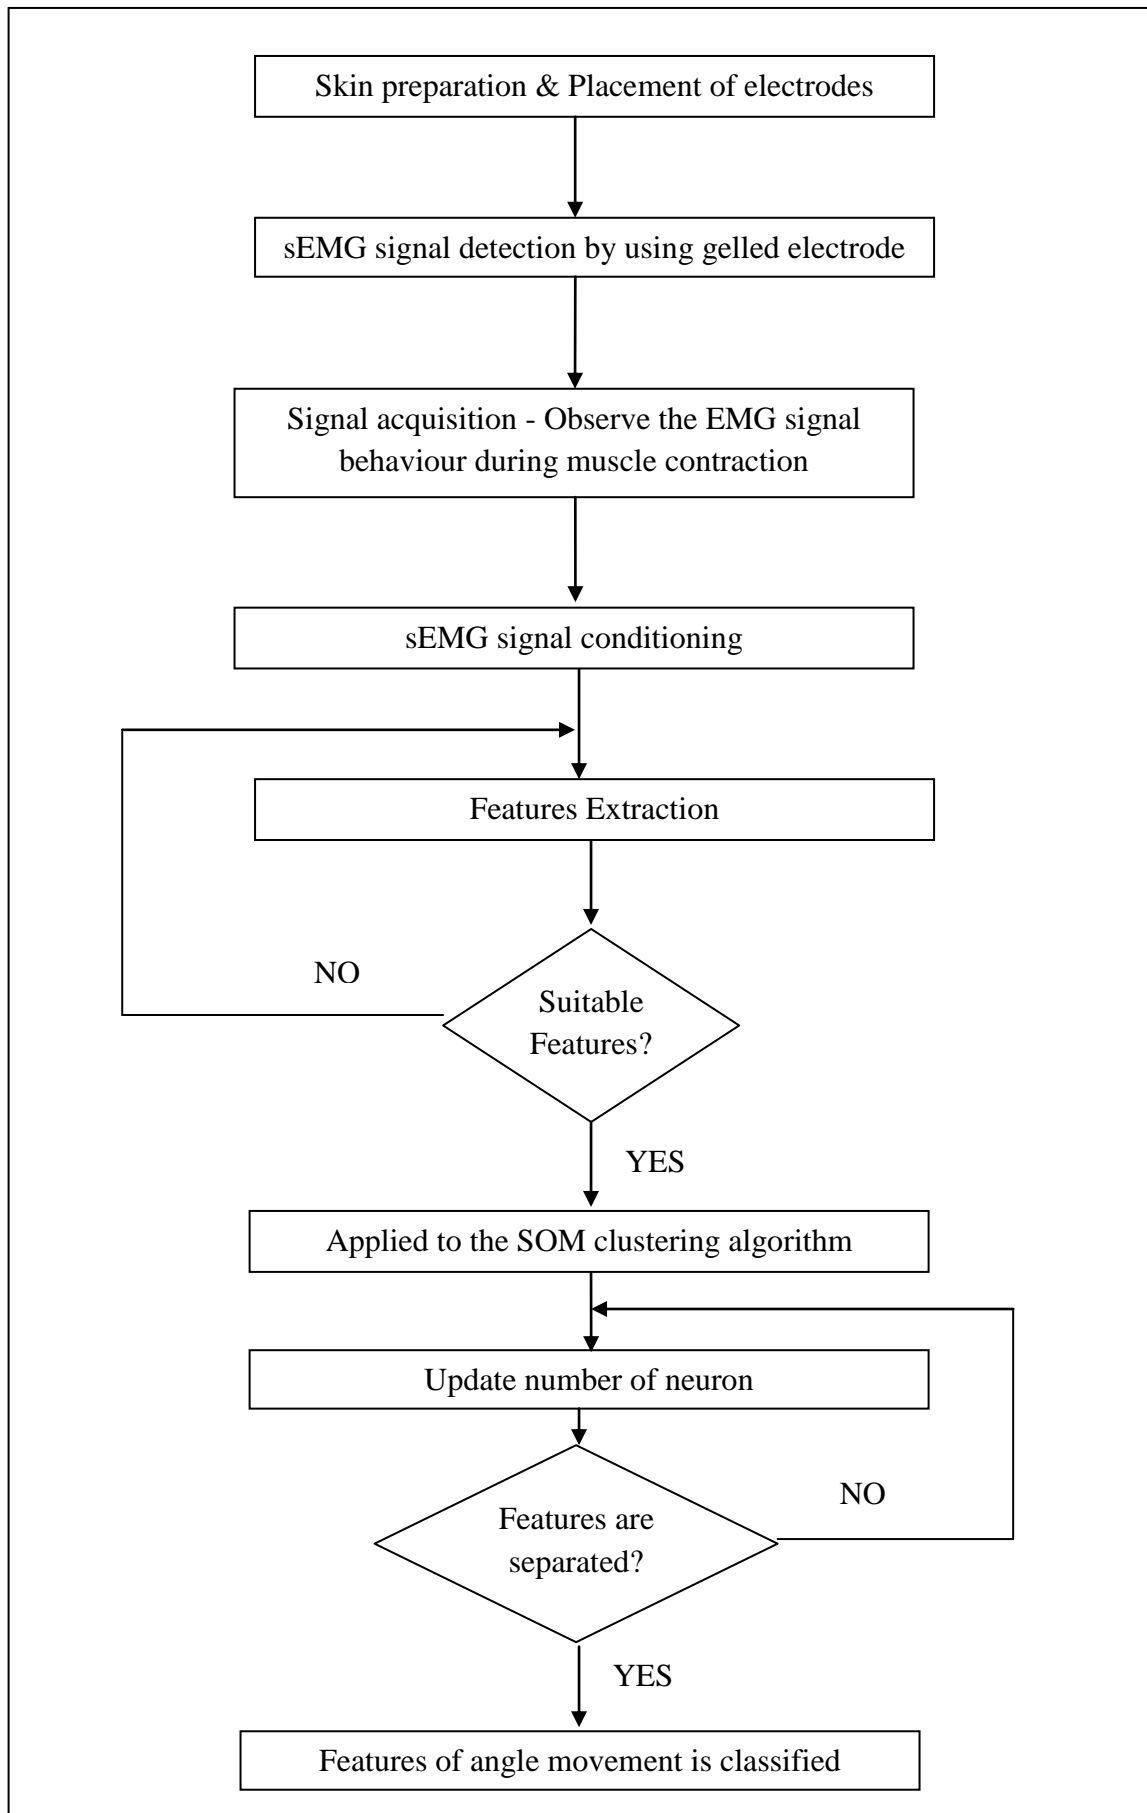 Skin preparation & Placement of electrodes
sEMG signal detection by using gelled electrode
Signal acquisition - Observe the EMG signal
behaviour during muscle contraction
sEMG signal conditioning
Features Extraction
NO
Suitable
Features?
YES
Applied to the SOM clustering algorithm
Update number of neuron
NO
Features are
separated?
YES
Features of angle movement is classified